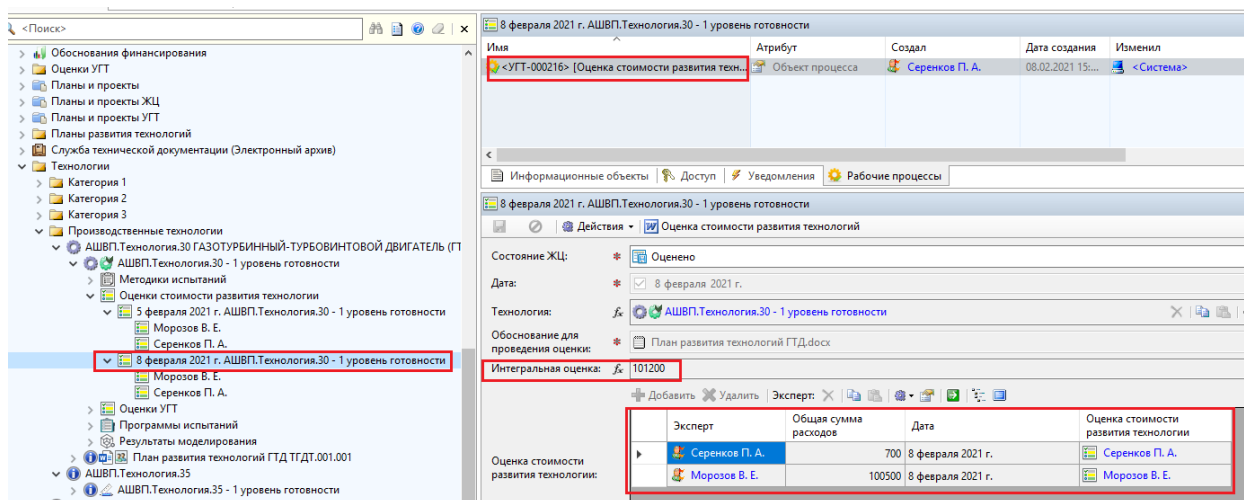 <Поиск>
Обоснования финансирования
Оценки УГТ
Планы и проекты
Планы и проекты ЖЦ
Планы и проекты УГТ
Планы развития технологий
Служба технической документации (Электронный архив)
Технологии
Категория 1
Категория 2
Категория 3
Производственные технологии
АШВП.Технология.30 ГАЗОТУРБИННЫЙ-ТУРБОВИНТОВОЙ ДВИГАТЕЛЬ (ГТ
АШВП.Технология.30 - 1 уровень готовности
Методики испытаний
Оценки стоимости развития технологии
5 февраля 2021 г. АШВП.Технология.30 - 1 уровень готовности
Морозов В. Е.
Серенков П. А.
8 февраля 2021 г. АШВП.Технология.30 - 1 уровень готовности
Морозов В. Е.
Серенков П. А.
Оценки УГТ
Программы испытаний
Результаты моделирования
План развития технологий ГТД ТГДТ.001.001
АШВП.Технология.35
АШВП.Технология.35 - 1 уровень готовности
8 февраля 2021 г. АШВП.Технология.30 - 1 уровень готовности
Имя Атрибут Создал Дата создания Изменил
<УГТ-000216> [Оценка стоимости развития техн... Объект процесса Серенков П. А. 08.02.2021 15:... <Система>
Информационные объекты Доступ Уведомления Рабочие процессы
8 февраля 2021 г. АШВП.Технология.30 - 1 уровень готовности
Действия W Оценка стоимости развития технологий
Состояние ЖЦ: Оценено
Дата: 8 февраля 2021 г.
Технология: fx АШВП.Технология.30 - 1 уровень готовности
Обоснование для
проведения оценки: План развития технологий ГТД.docx
Интегральная оценка: fx 101200
Добавить Удалить Эксперт:
Эксперт Общая сумма расходов Дата Оценка стоимости развития технологии
Серенков П. А. 700 8 февраля 2021 г. Серенков П. А.
Морозов В. Е. 100500 8 февраля 2021 г. Морозов В. Е.
Оценка стоимости
развития технологии: